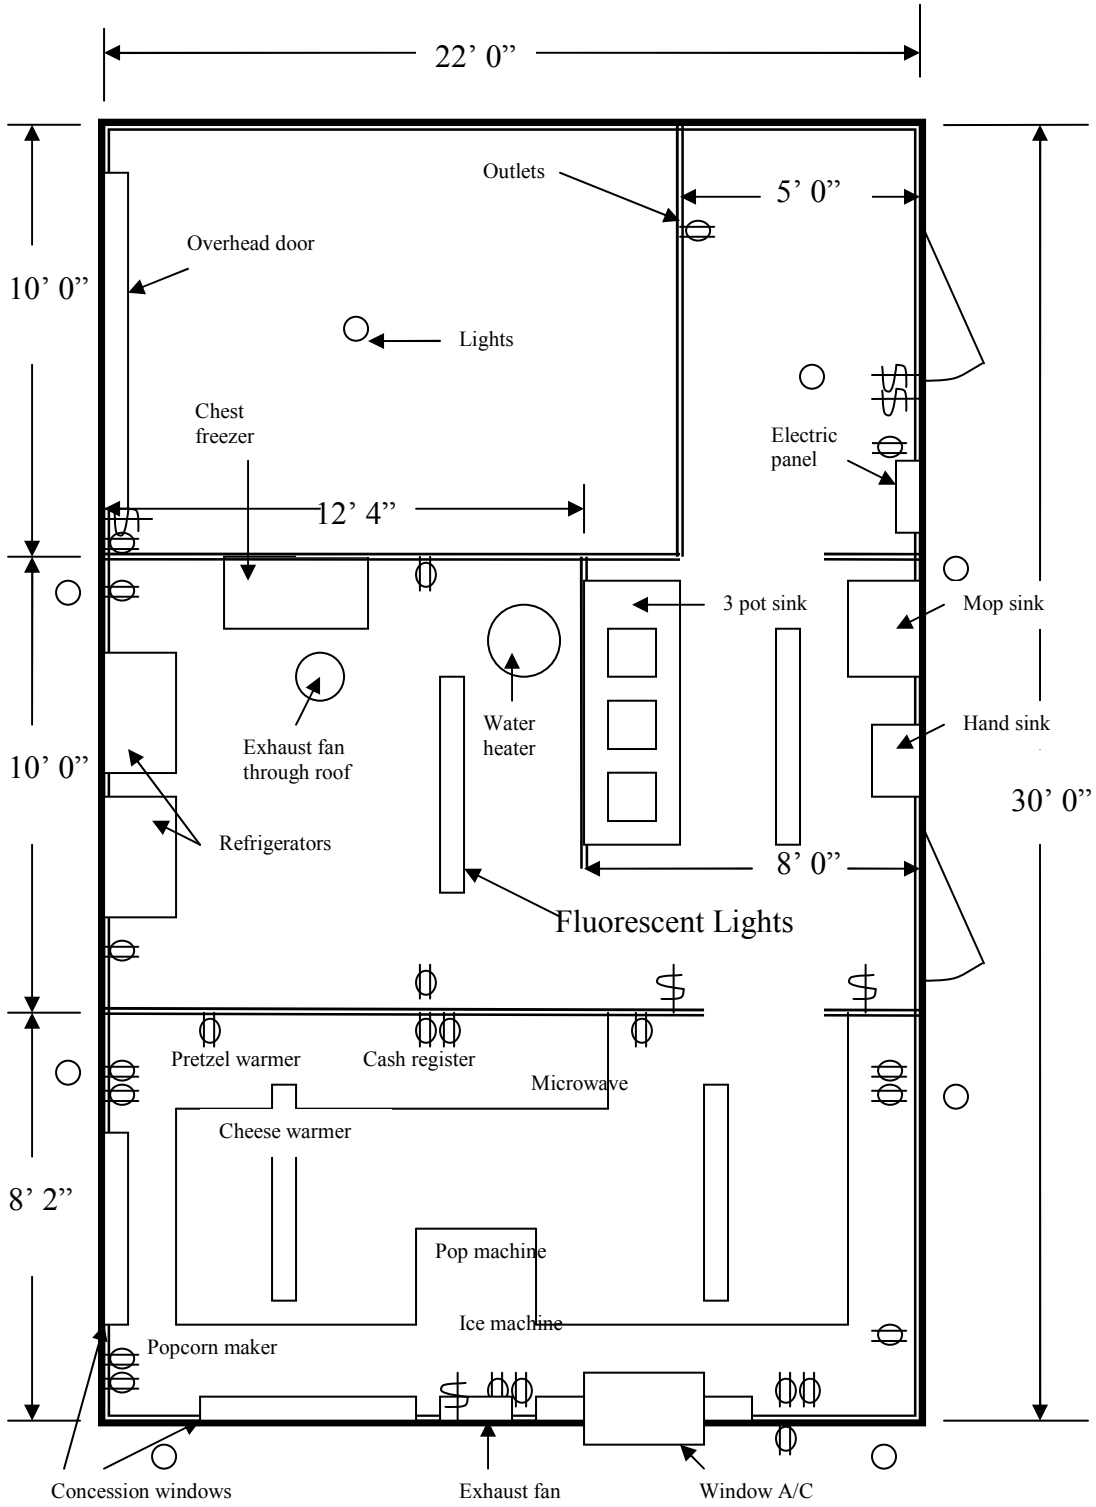 22’ 0”
Outlets
5’ 0”
Overhead door
10’ 0”
Lights
Chest
freezer
Electric
panel
12’ 4”
3 pot sink
Mop sink
Water
heater
Hand sink
Exhaust fan
through roof
10’ 0”
30’ 0”
Refrigerators
8’ 0”
Fluorescent Lights
Pretzel warmer
Cash register
Microwave
Cheese warmer
8’ 2”
Pop machine
Ice machine
Popcorn maker
Concession windows
Exhaust fan
Window A/C